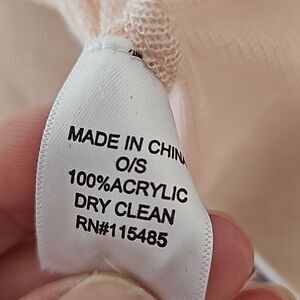 MADE IN CHINA
O/S
100%ACRYLIC
DRY CLEAN
RN#115485